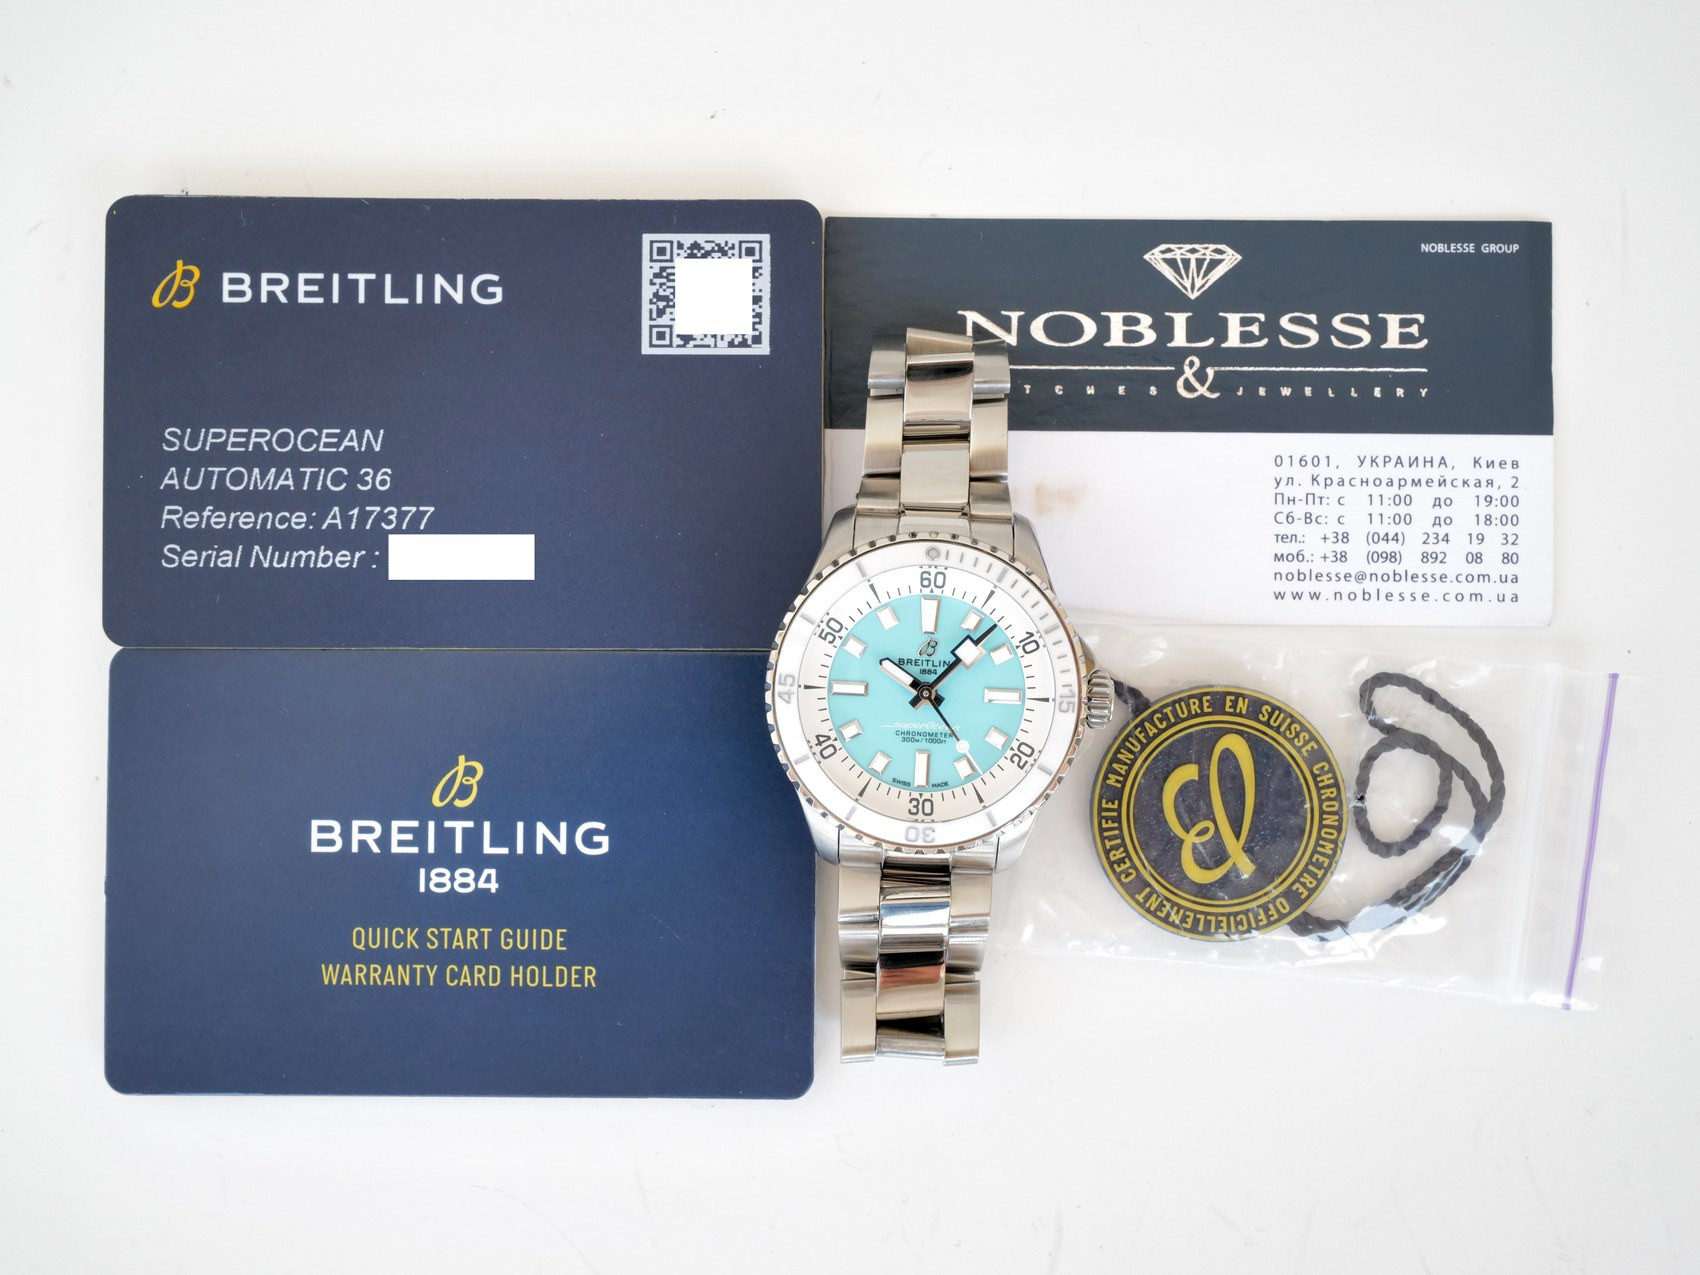 BREITLING
SUPEROCEAN
AUTOMATIC 36
Reference: A17377
Serial Number :
BREITLING
1884
QUICK START GUIDE
WARRANTY CARD HOLDER
NOBLESSE GROUP
NOBLESSE
&
JEWELLERY
01601, УКРАИНА, Киев
ул. Красноармейская, 2
Пн-Пт: с 11:00 до 19:00
Сб-Вс: с 11:00 до 18:00
тел.: +38 (044) 234 19 32
моб.: +38 (098) 892 08 80
noblesse@noblesse.com.ua
www.noblesse.com.ua
60
10
20
30
40
50
15
30
45
BREITLING
1884
CHRONOMETER
300M/1000FT
SWISS MADE
OFFICIELLEMENT CERTIFIE MANUFACTURE EN SUISSE CHRONOMETRE